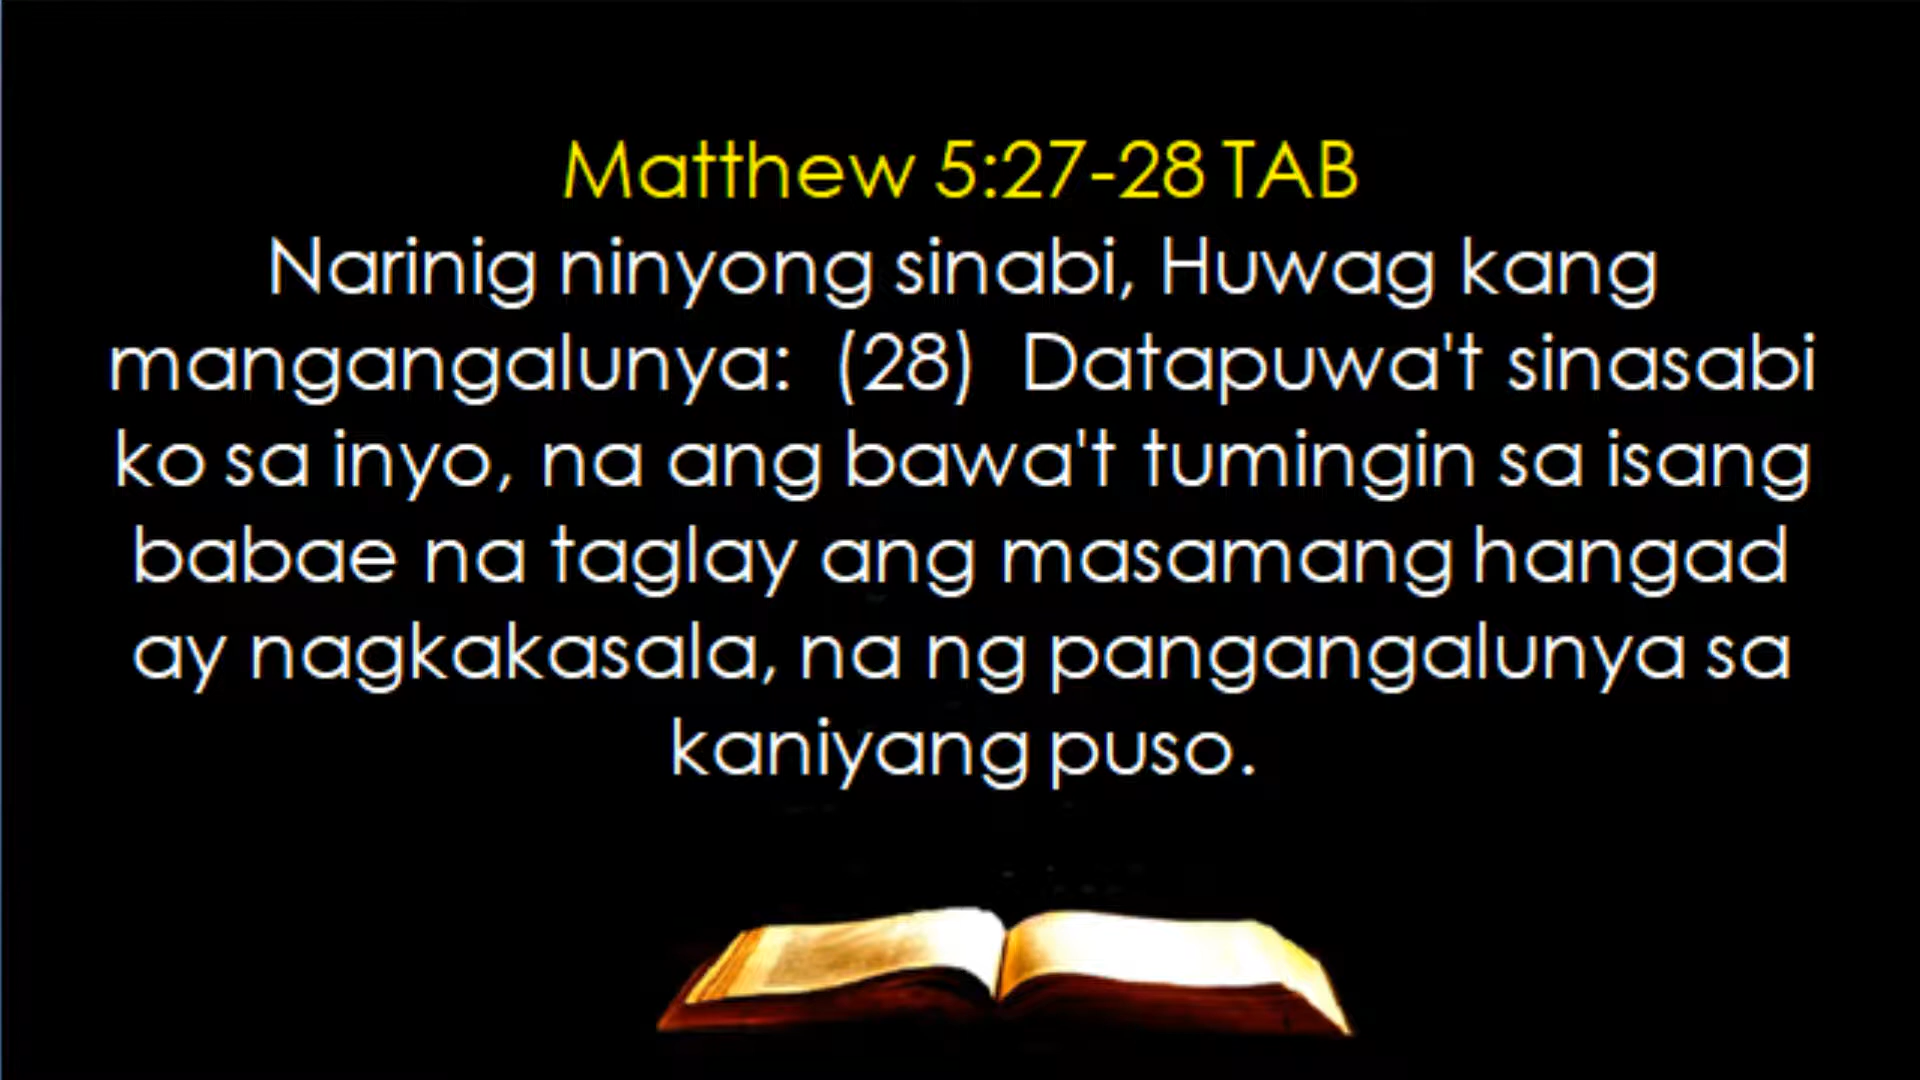 Matthew 5:27-28 TAB
Narinig ninyong sinabi, Huwag kang
mangangalunya: (28) Datapuwa't sinasabi
ko sa inyo, na ang bawa't tumingin sa isang
babae na taglay ang masamang hangad
ay nagkakasala, na ng pangangalunya sa
kaniyang puso.